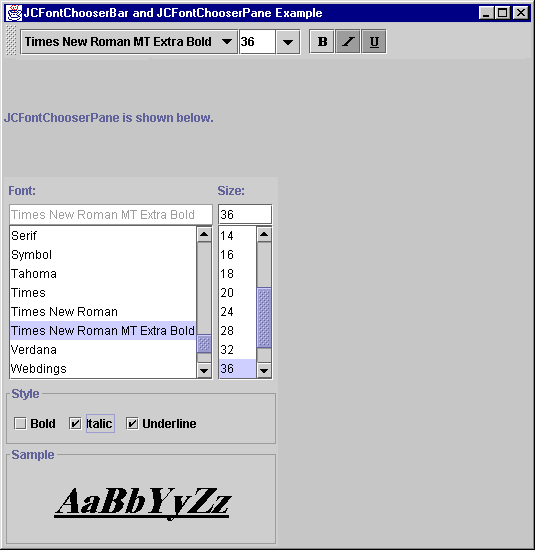 JCFontChooserBar and JCFontChooserPane Example
Times New Roman MT Extra Bold 36 B I U
JCFontChooserPane is shown below.
Font: Size:
Times New Roman MT Extra Bold 36
Serif 14
Symbol 16
Tahoma 18
Times 20
Times New Roman 24
Times New Roman MT Extra Bold 28
Verdana 32
Webdings 36
Style
Bold Italic Underline
Sample
AaBbYyZz